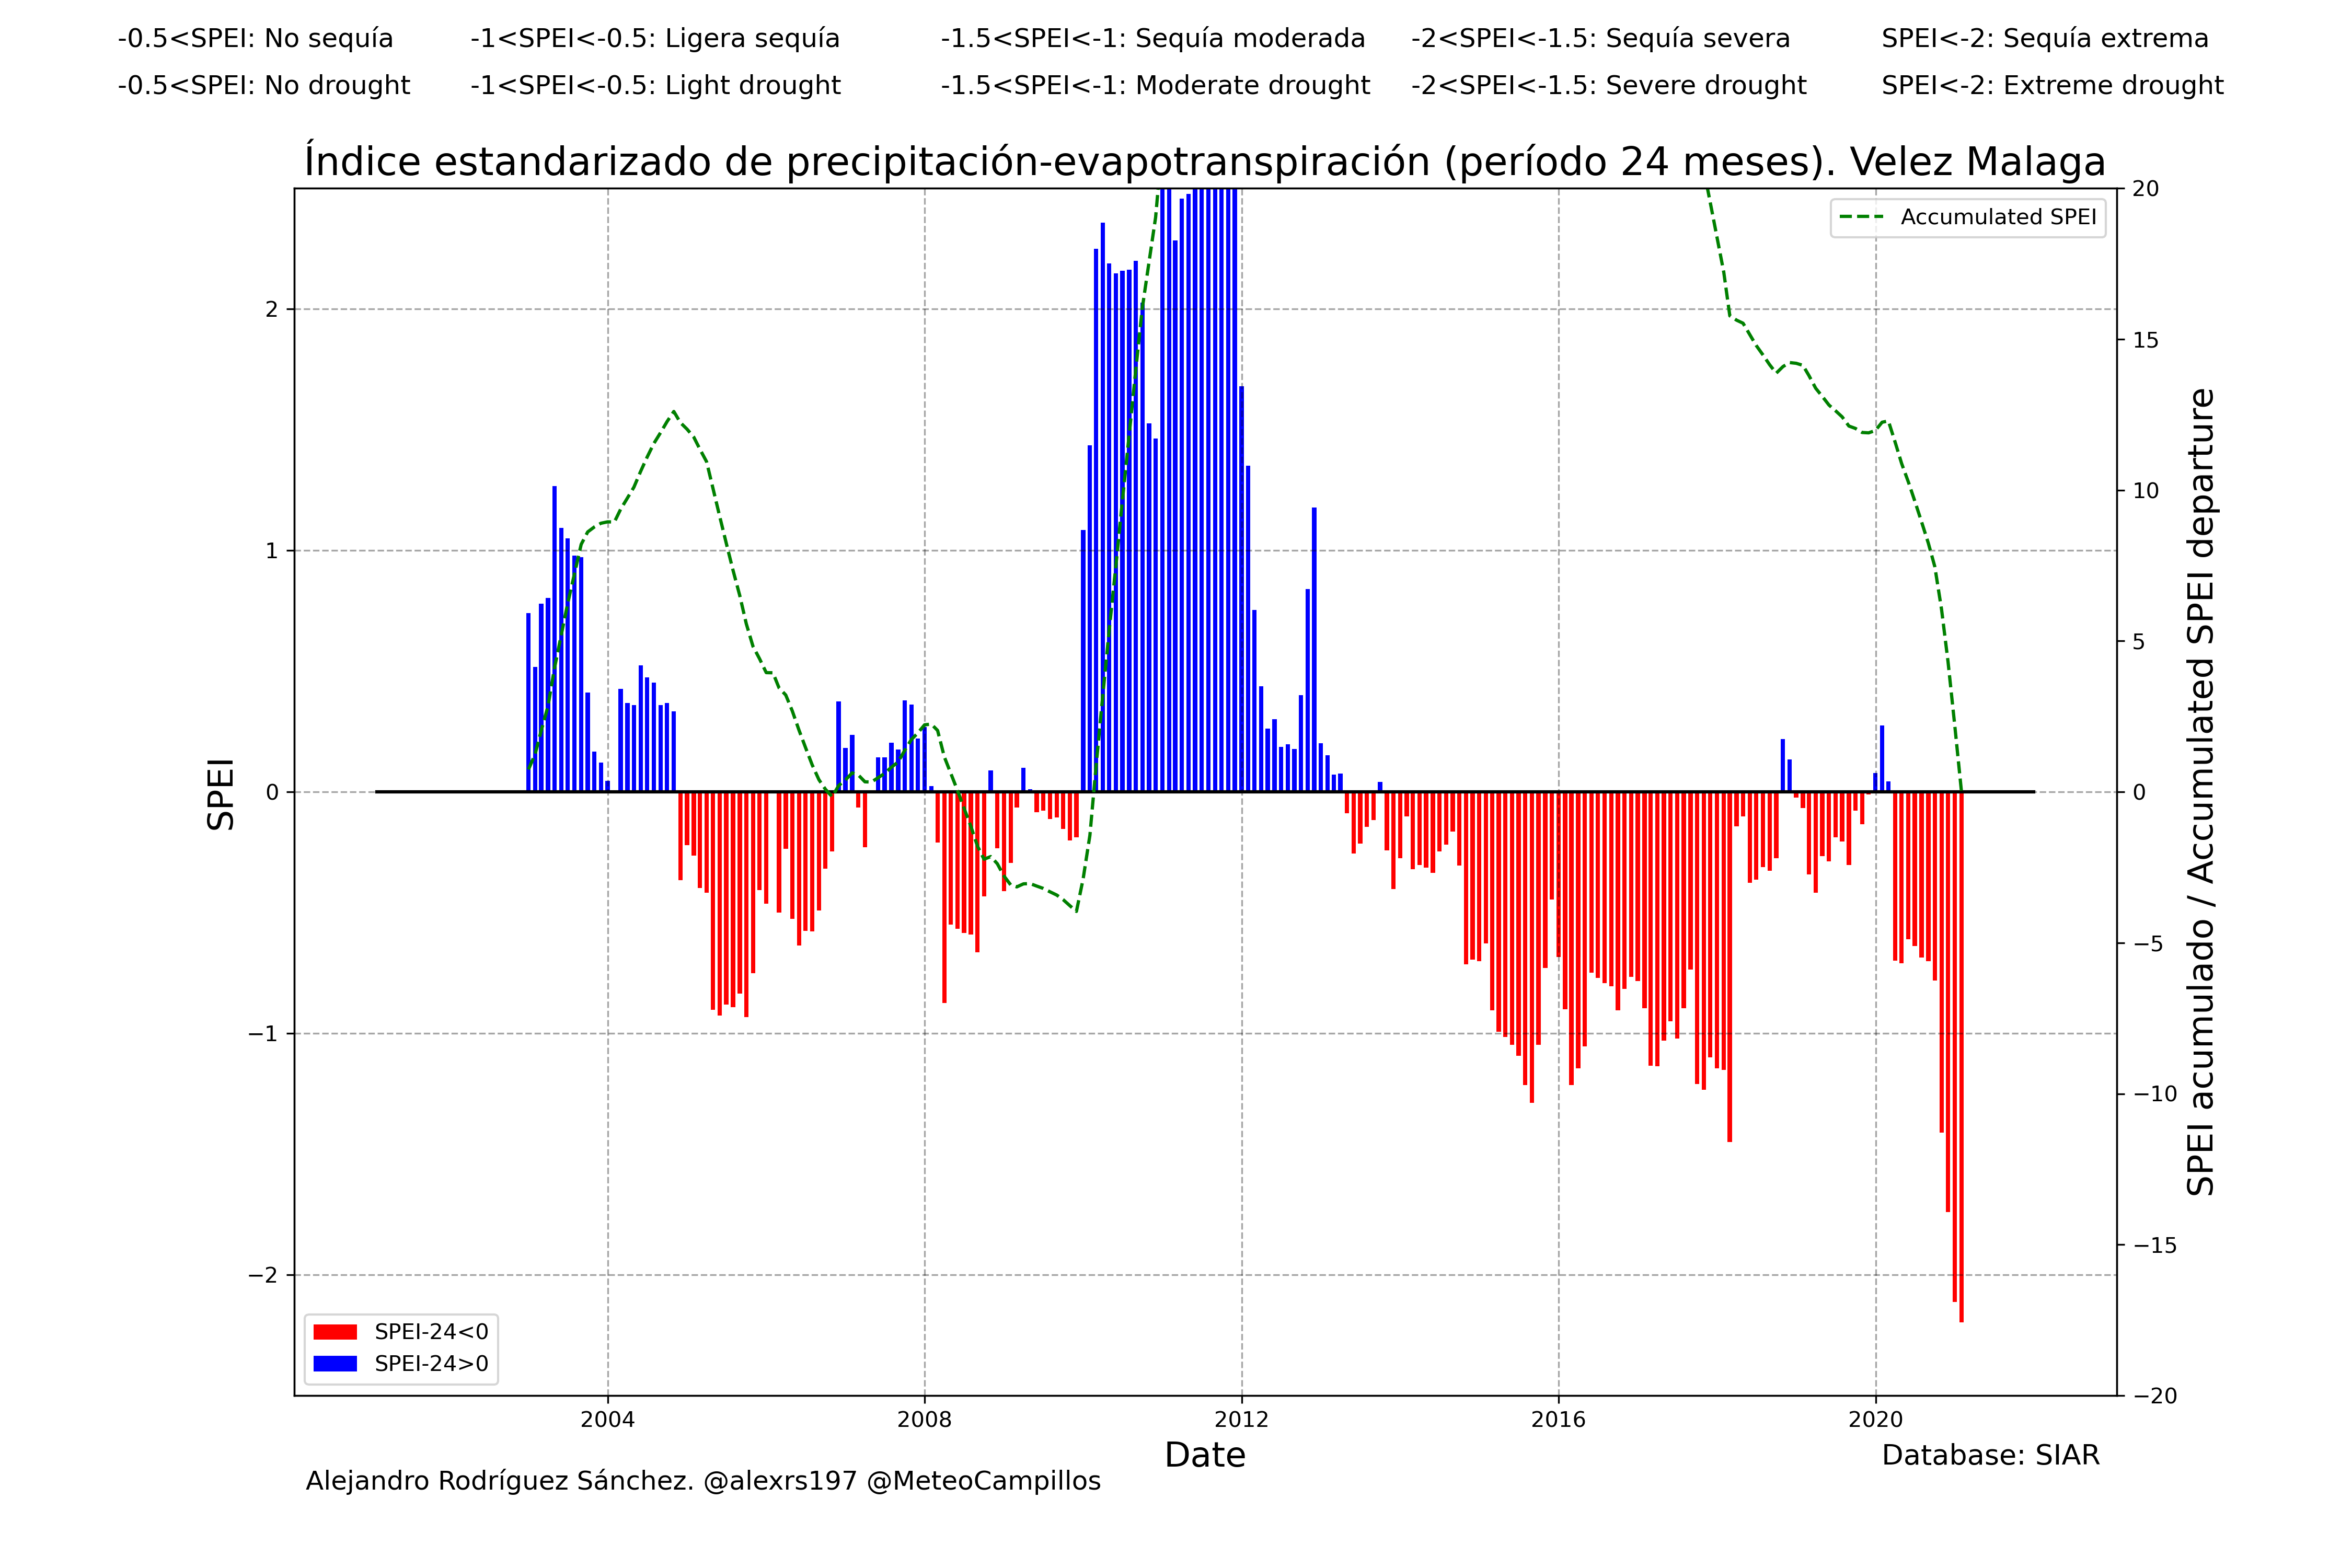 -0.5<SPEI: No sequía -1<SPEI<-0.5: Ligera sequía -1.5<SPEI<-1: Sequía moderada -2<SPEI<-1.5: Sequía severa SPEI<-2: Sequía extrema
-0.5<SPEI: No drought -1<SPEI<-0.5: Light drought -1.5<SPEI<-1: Moderate drought -2<SPEI<-1.5: Severe drought SPEI<-2: Extreme drought
Índice estandarizado de precipitación-evapotranspiración (período 24 meses). Velez Malaga
Accumulated SPEI
2
1
0
−1
−2
SPEI
20
15
10
5
0
−5
−10
−15
−20
SPEI acumulado / Accumulated SPEI departure
SPEI-24<0
SPEI-24>0
2004 2008 2012 2016 2020
Date
Database: SIAR
Alejandro Rodríguez Sánchez. @alexrs197 @MeteoCampillos